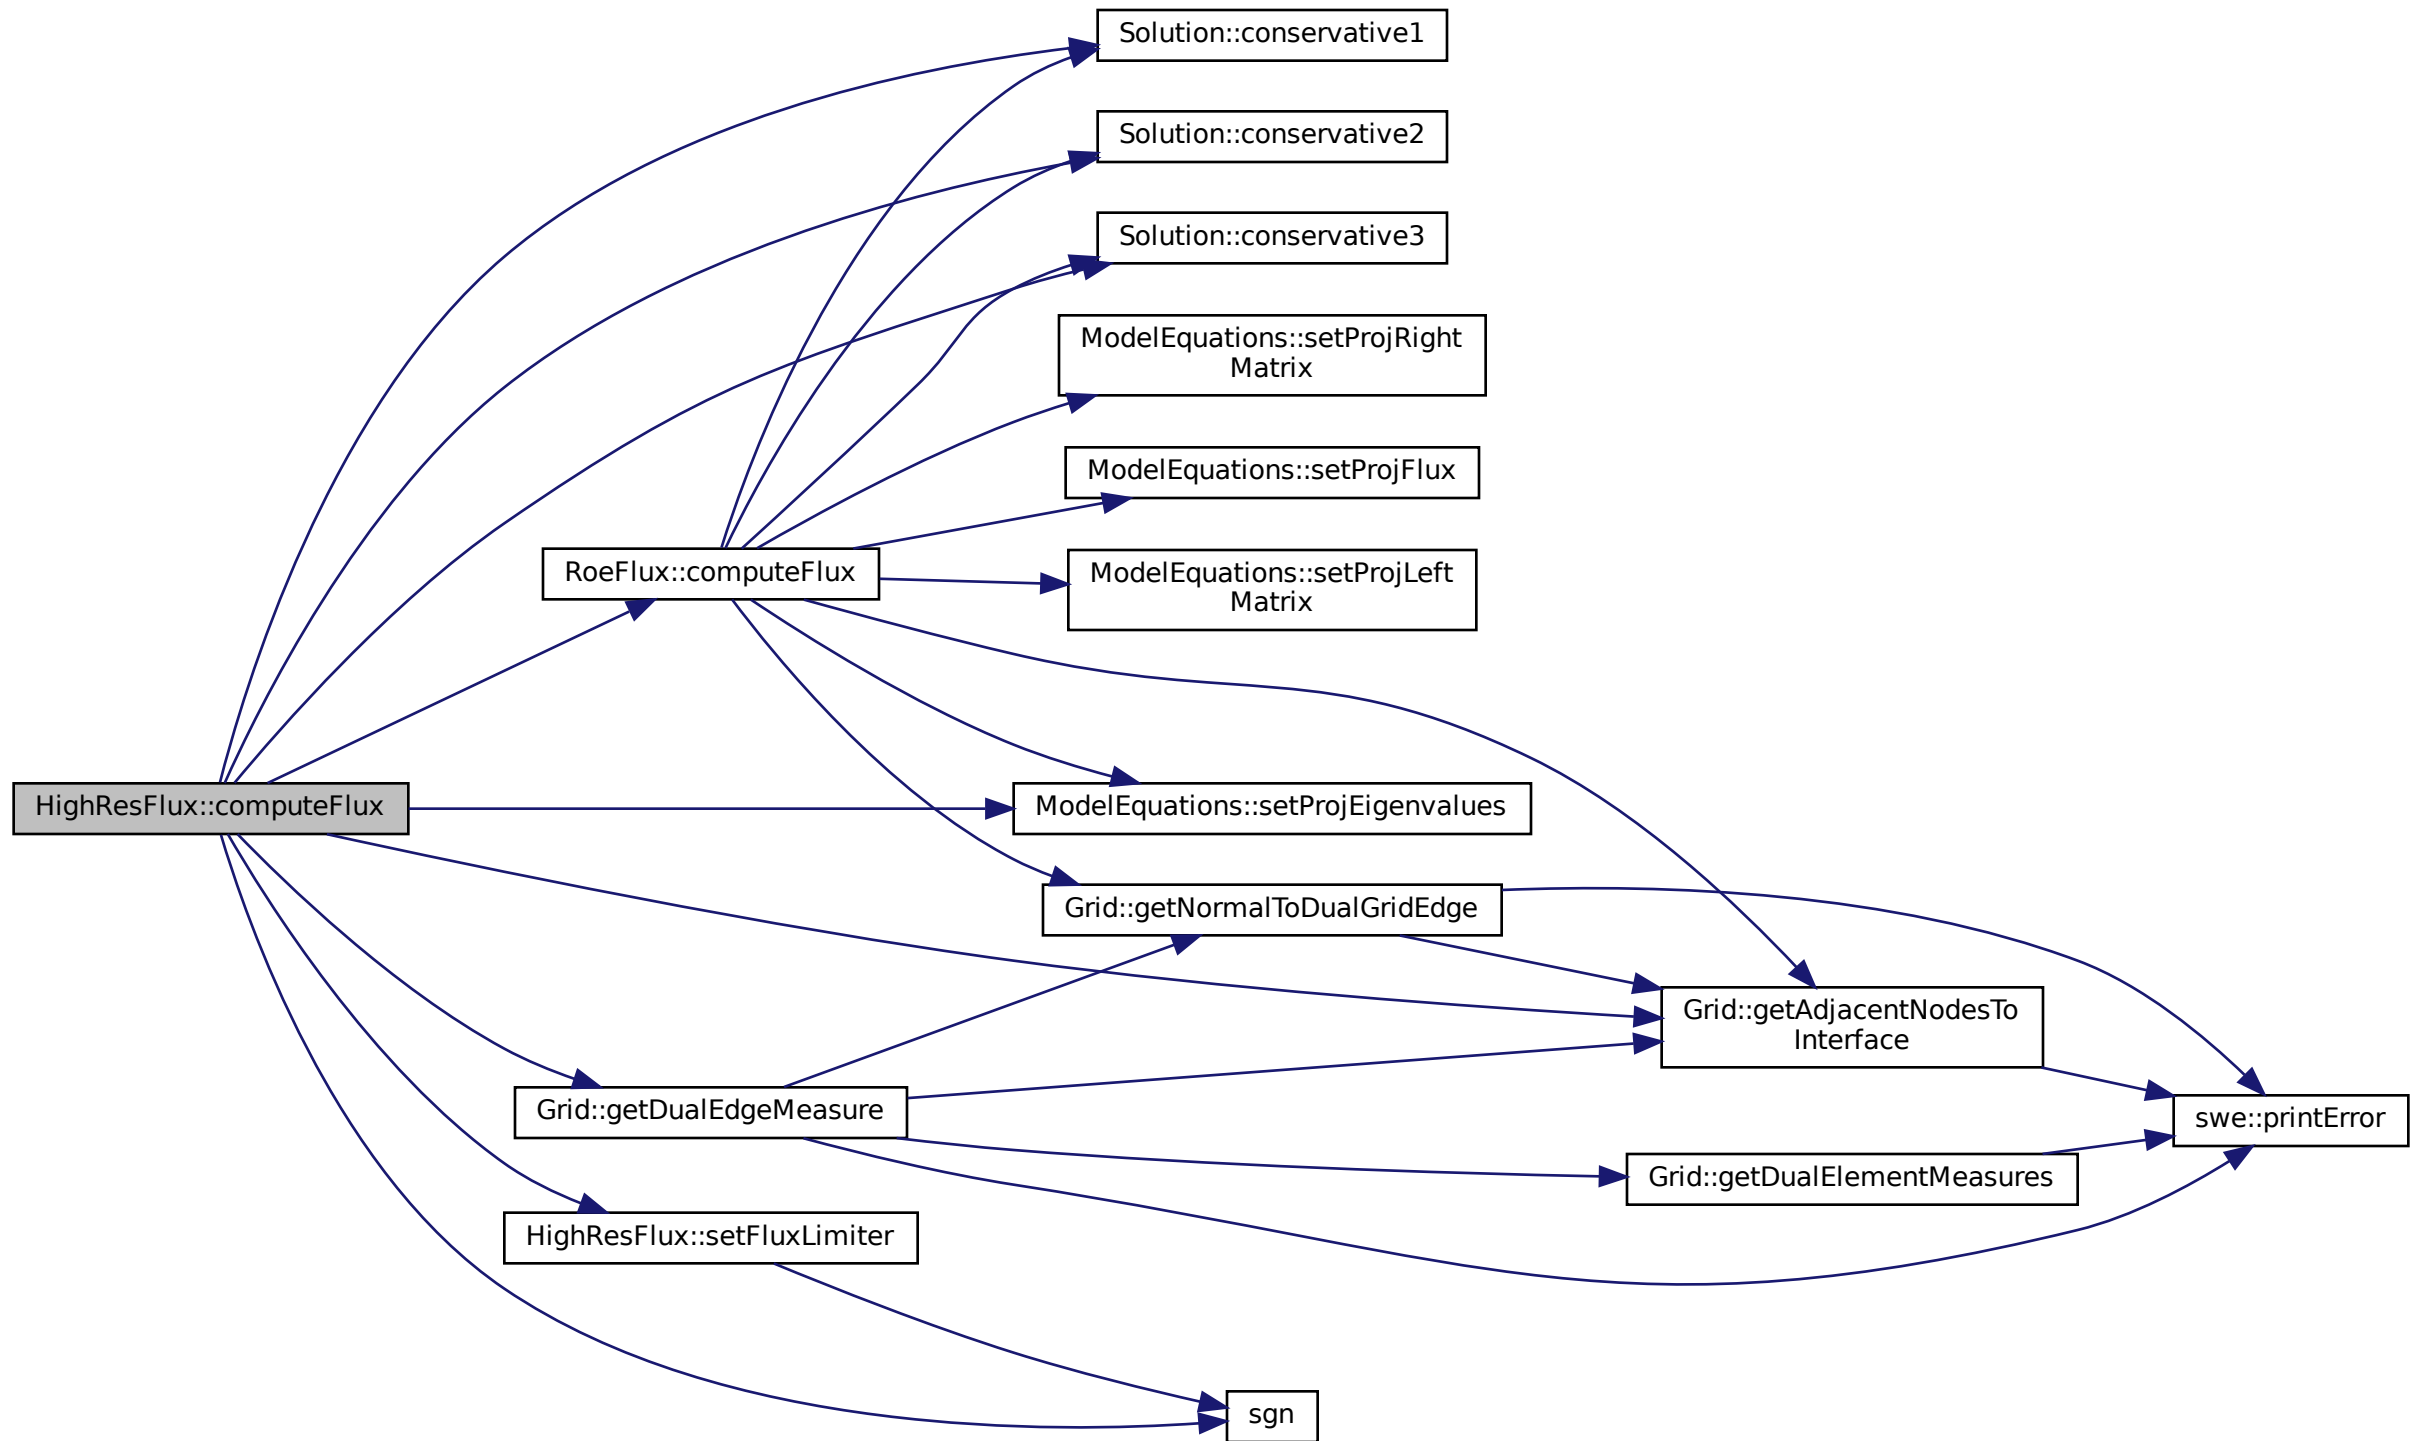 Solution::conservative1
Solution::conservative2
Solution::conservative3
ModelEquations::setProjRight
Matrix
ModelEquations::setProjFlux
RoeFlux::computeFlux
ModelEquations::setProjLeft
Matrix
HighResFlux::computeFlux
ModelEquations::setProjEigenvalues
Grid::getNormalToDualGridEdge
Grid::getAdjacentNodesTo
Interface
Grid::getDualEdgeMeasure
swe::printError
Grid::getDualElementMeasures
HighResFlux::setFluxLimiter
sgn